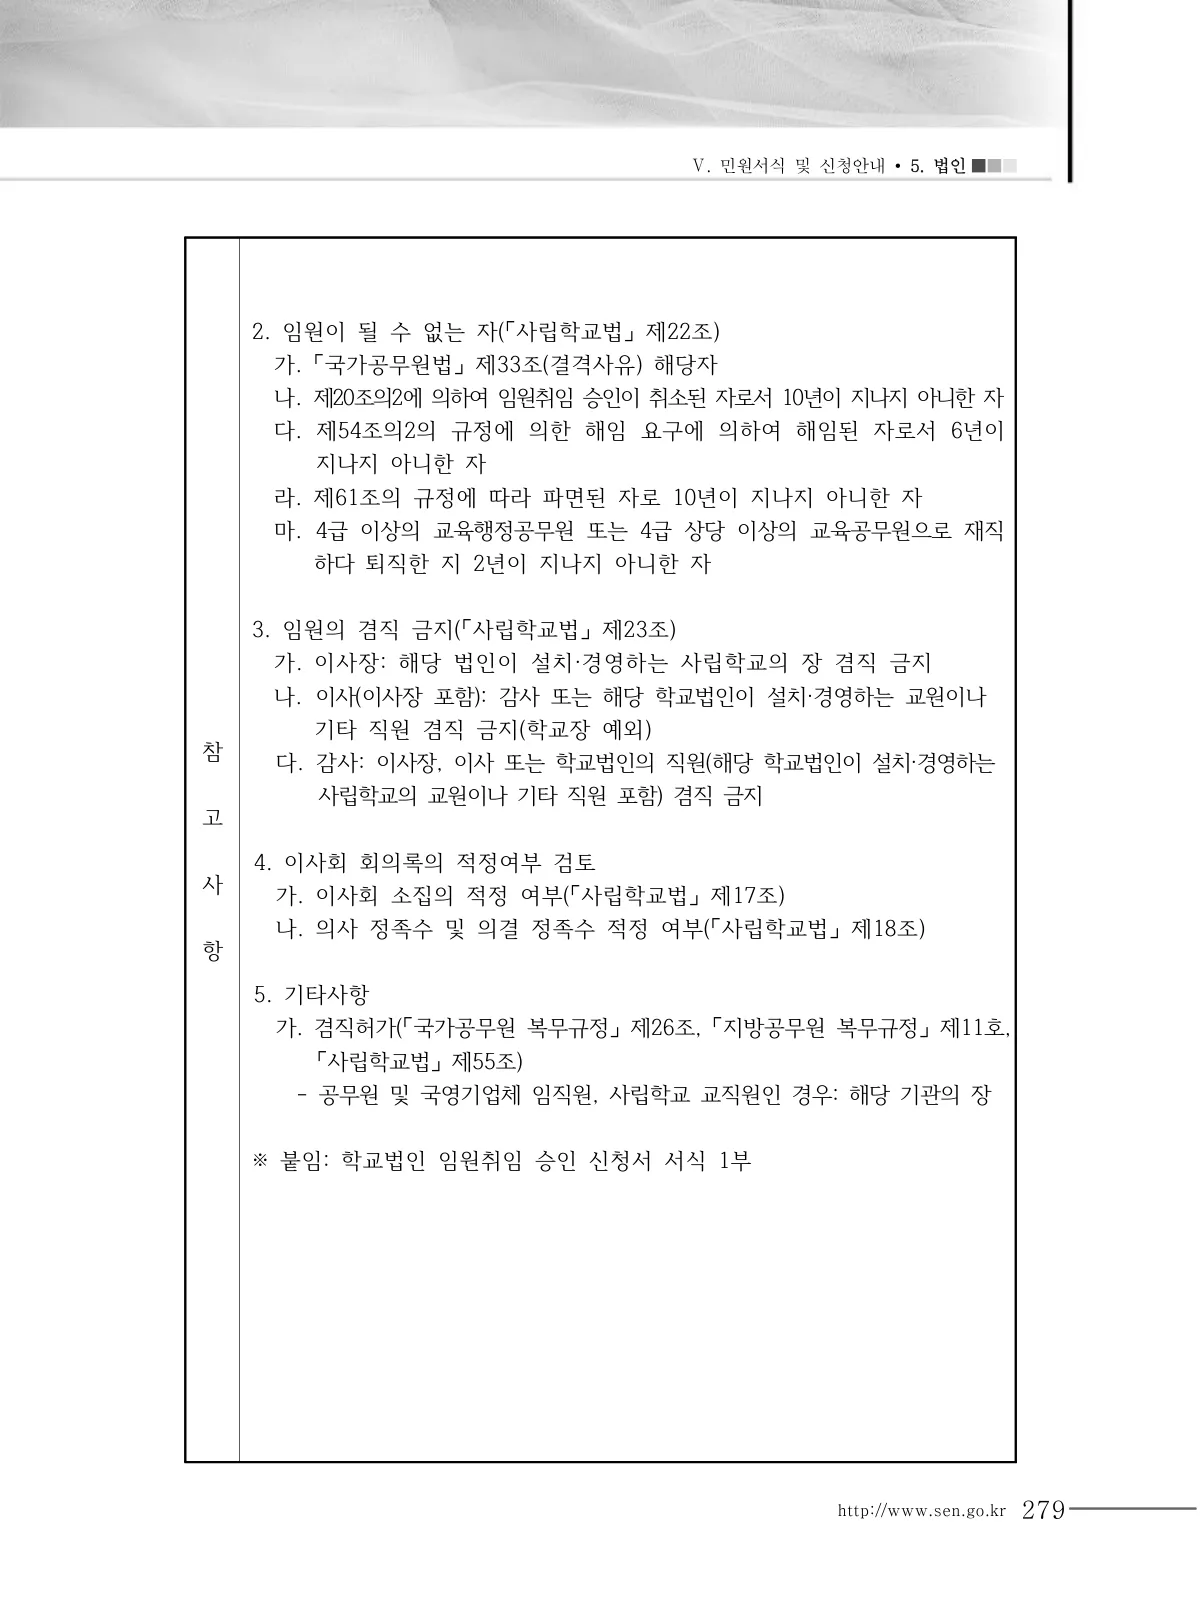 V. 민원서식 및 신청안내 • 5. 법인
참
고
사
항
2. 임원이 될 수 없는 자(「사립학교법」 제22조)
가. 「국가공무원법」 제33조(결격사유) 해당자
나. 제20조의2에 의하여 임원취임 승인이 취소된 자로서 10년이 지나지 아니한 자
다. 제54조의2의 규정에 의한 해임 요구에 의하여 해임된 자로서 6년이
지나지 아니한 자
라. 제61조의 규정에 따라 파면된 자로 10년이 지나지 아니한 자
마. 4급 이상의 교육행정공무원 또는 4급 상당 이상의 교육공무원으로 재직
하다 퇴직한 지 2년이 지나지 아니한 자
3. 임원의 겸직 금지(「사립학교법」 제23조)
가. 이사장: 해당 법인이 설치·경영하는 사립학교의 장 겸직 금지
나. 이사(이사장 포함): 감사 또는 해당 학교법인이 설치·경영하는 교원이나
기타 직원 겸직 금지(학교장 예외)
다. 감사: 이사장, 이사 또는 학교법인의 직원(해당 학교법인이 설치·경영하는
사립학교의 교원이나 기타 직원 포함) 겸직 금지
4. 이사회 회의록의 적정여부 검토
가. 이사회 소집의 적정 여부(「사립학교법」 제17조)
나. 의사 정족수 및 의결 정족수 적정 여부(「사립학교법」 제18조)
5. 기타사항
가. 겸직허가(「국가공무원 복무규정」 제26조, 「지방공무원 복무규정」 제11호,
「사립학교법」 제55조)
- 공무원 및 국영기업체 임직원, 사립학교 교직원인 경우: 해당 기관의 장
※ 붙임: 학교법인 임원취임 승인 신청서 서식 1부
http://www.sen.go.kr 279